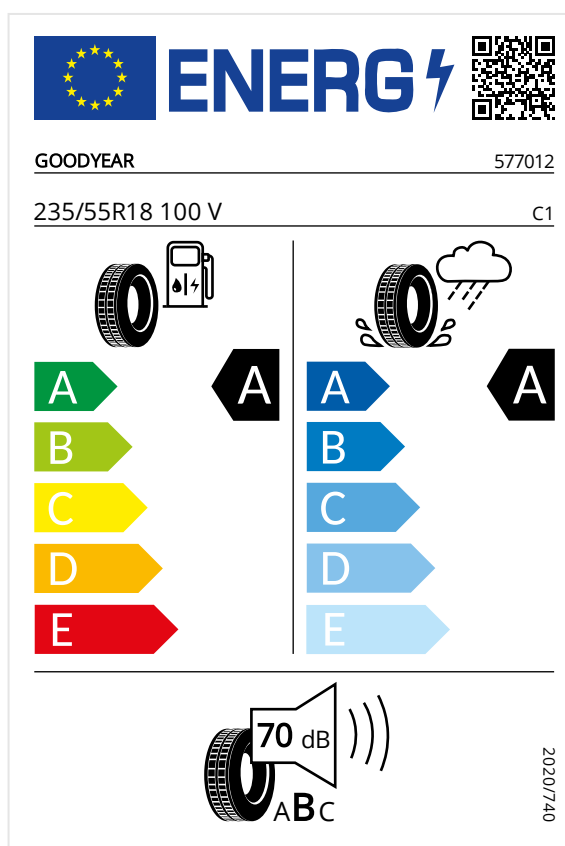 ENERG
GOODYEAR 577012
235/55R18 100 V C1
A A A A
B B
C C
D D
E E
70 dB
ABC
2020/740